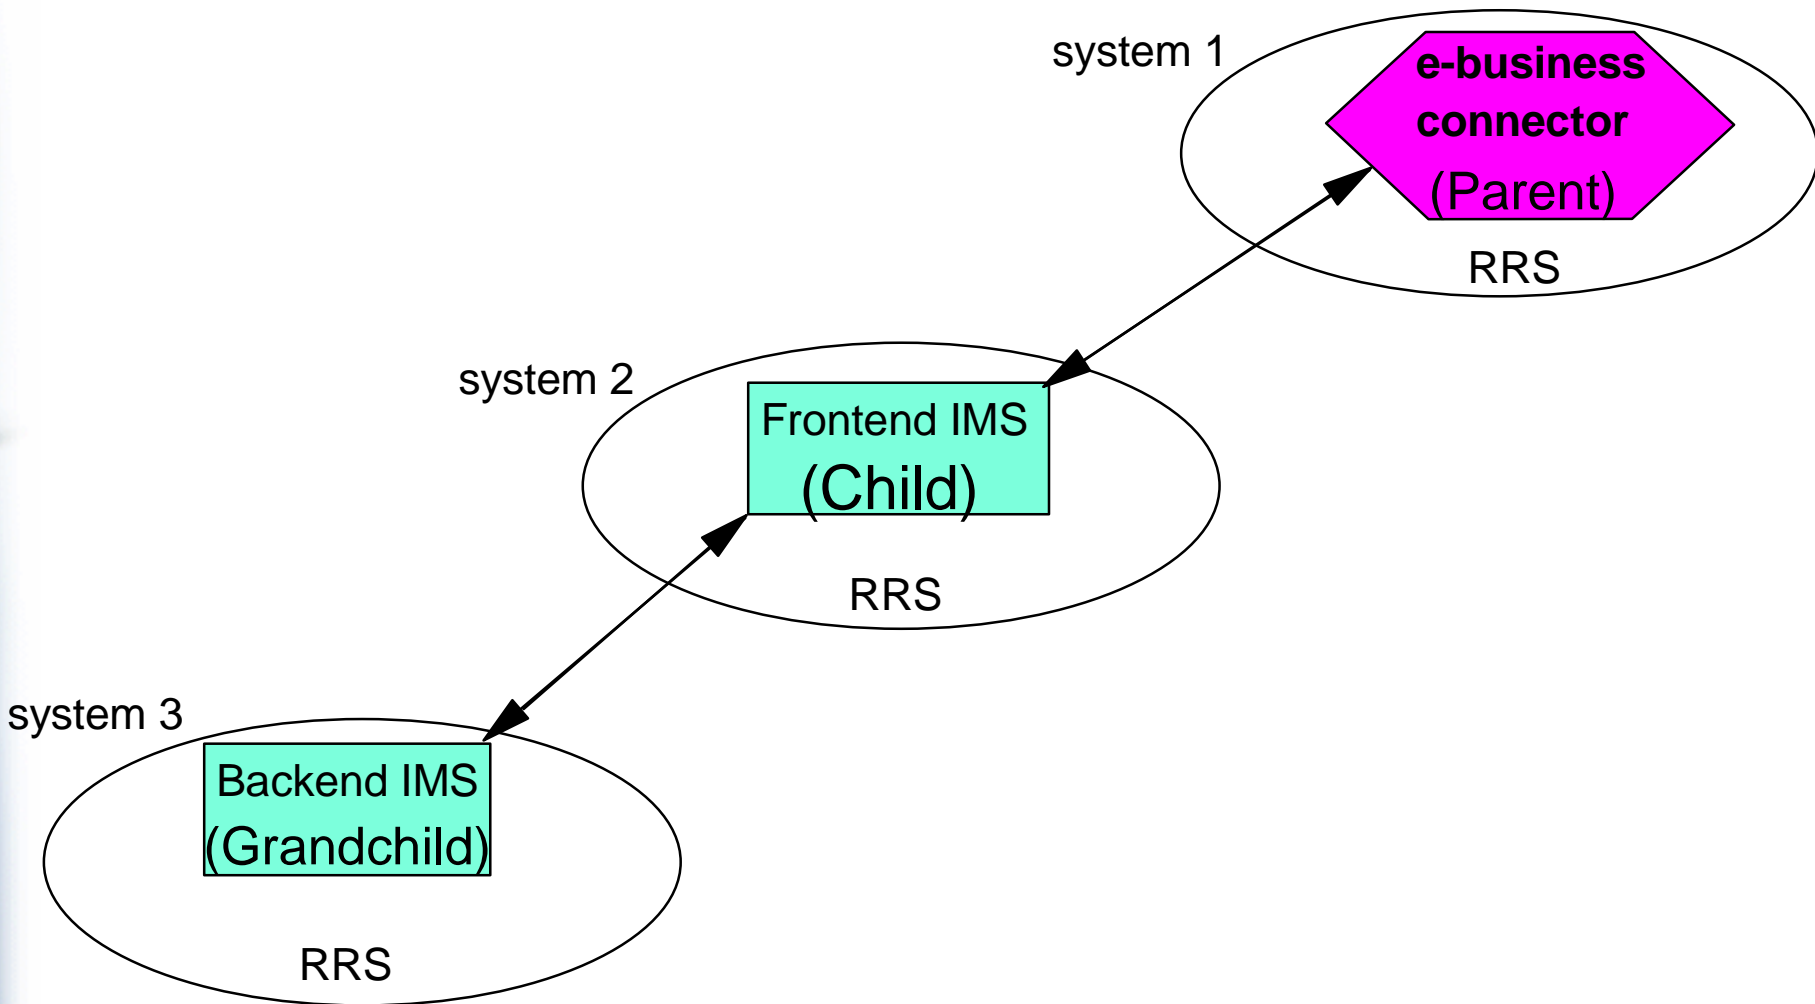 system 1
e-business
connector
(Parent)
RRS
system 2
Frontend IMS
(Child)
RRS
system 3
Backend IMS
(Grandchild)
RRS